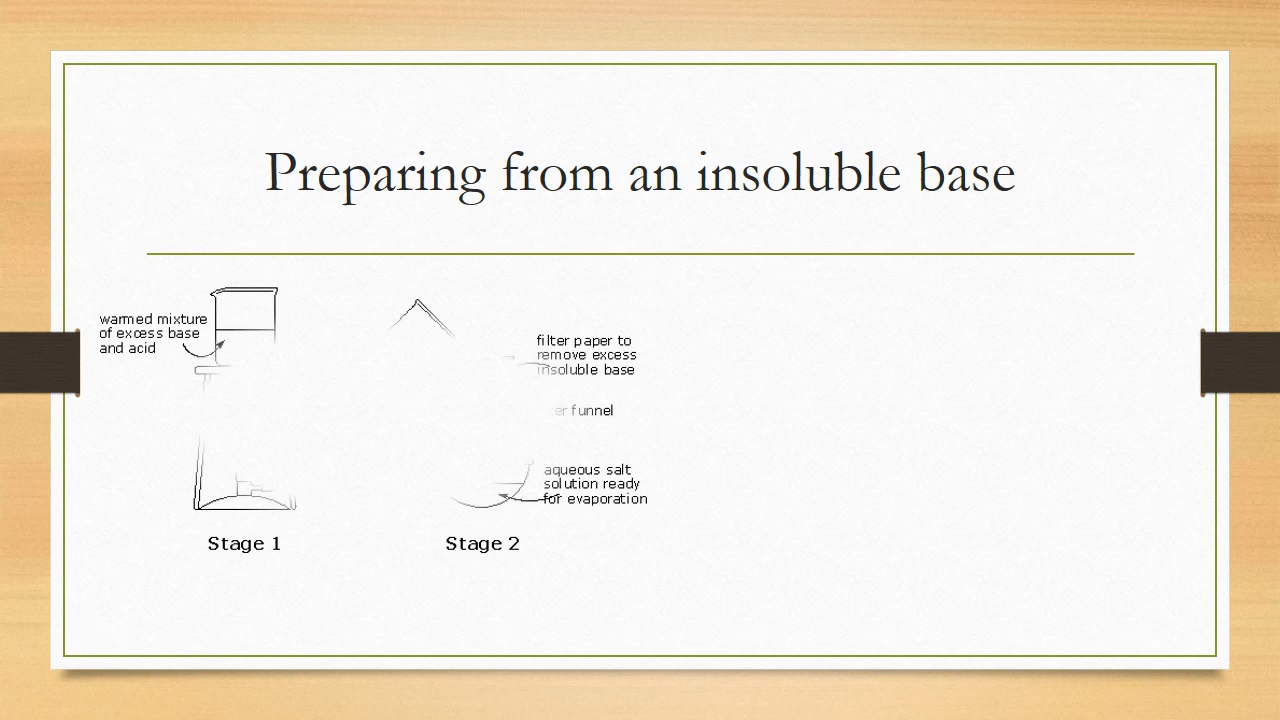 Preparing from an insoluble base
warmed mixture
of excess base
and acid
filter paper to
remove excess
insoluble base
funnel
aqueous salt
solution ready
for evaporation
Stage 1
Stage 2